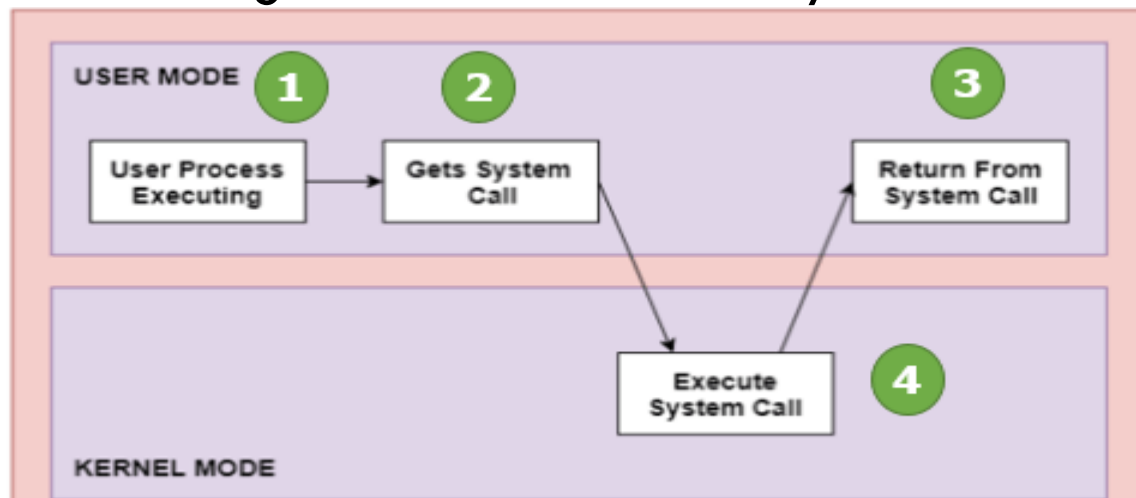 USER MODE
1
2
3
User Process
Executing
Gets System
Call
Return From
System Call
Execute
System Call
4
KERNEL MODE